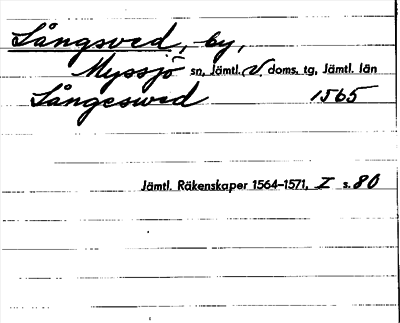 Långsved, by,
Myssjö sn, Jämtl. V. doms. tg, Jämtl. län
Långeswed 1565
Jämtl. Räkenskaper 1564–1571, I s. 80